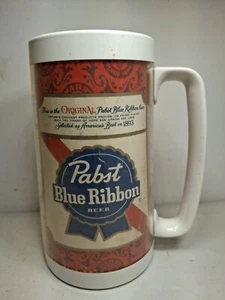 This is the ORIGINAL Pabst Blue Ribbon beer
Selected as America's Best in 1893.
Pabst
Blue Ribbon
BEER